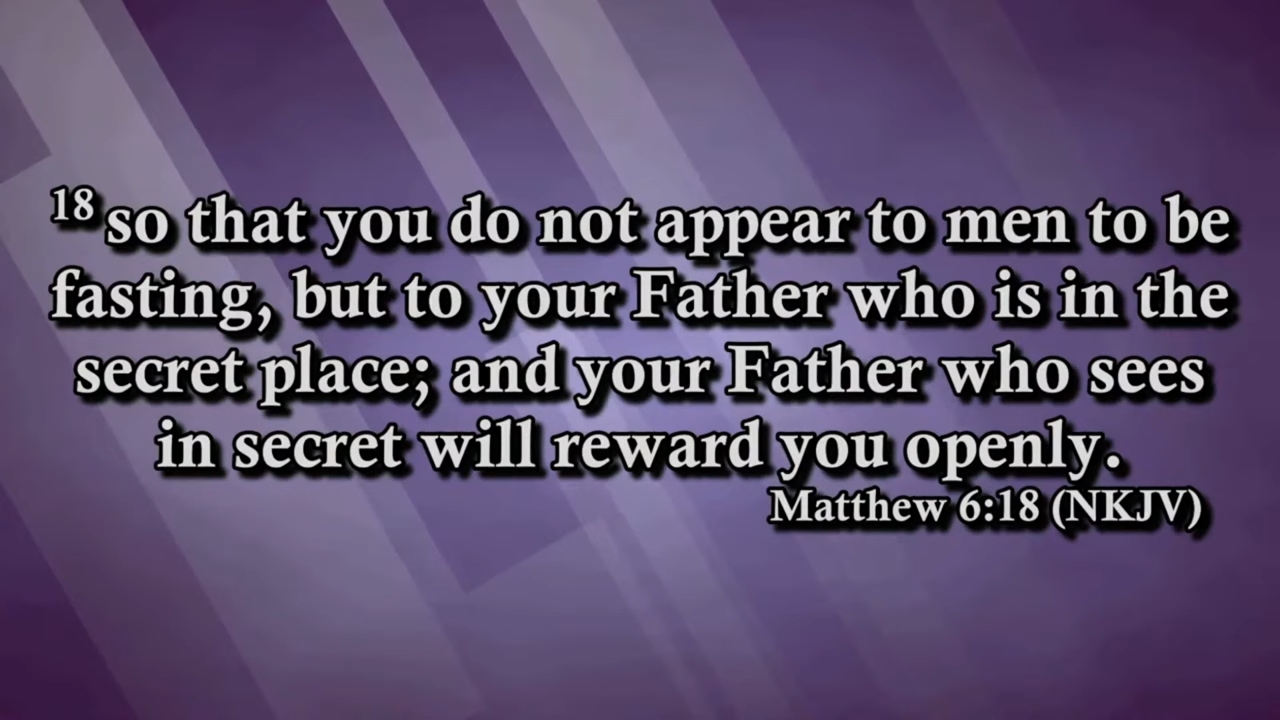 18 so that you do not appear to men to be
fasting, but to your Father who is in the
secret place; and your Father who sees
in secret will reward you openly.
Matthew 6:18 (NKJV)